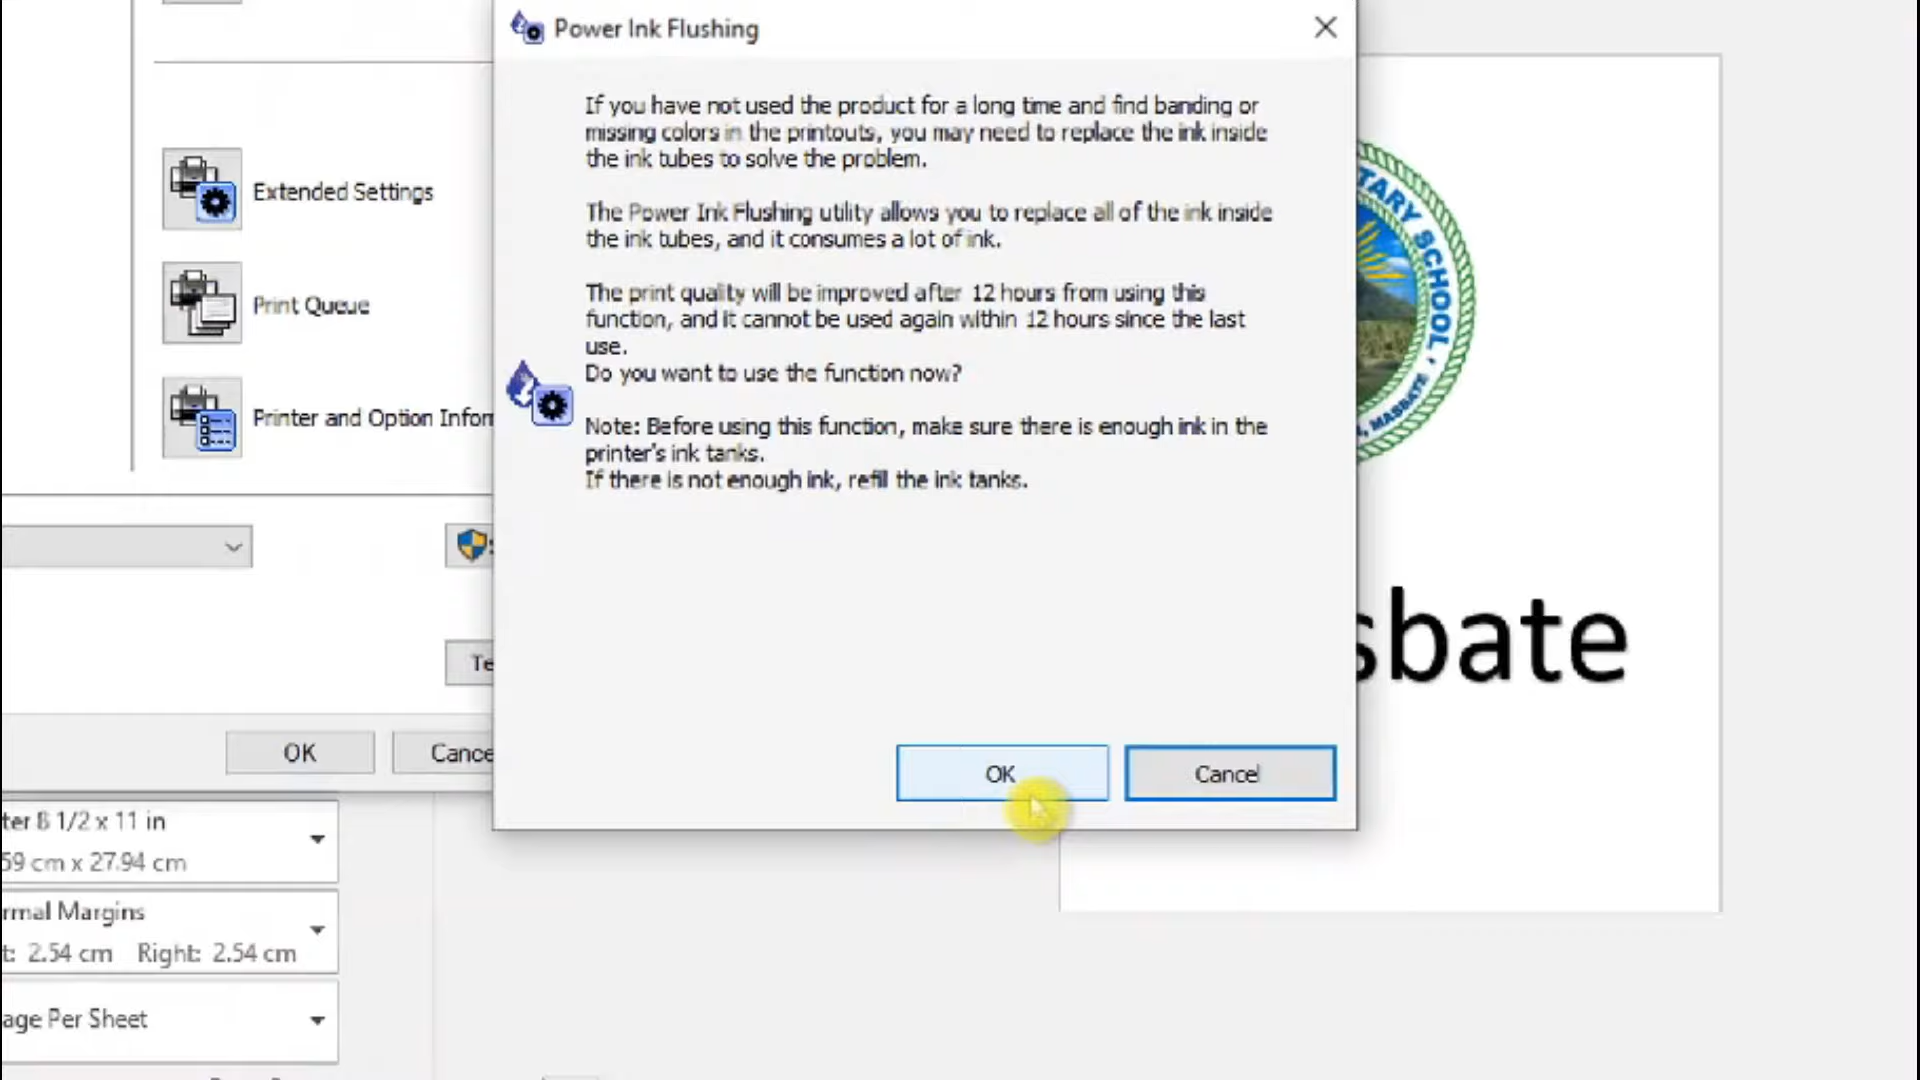 Power Ink Flushing
If you have not used the product for a long time and find banding or
missing colors in the printouts, you may need to replace the ink inside
the ink tubes to solve the problem.
The Power Ink Flushing utility allows you to replace all of the ink inside
the ink tubes, and it consumes a lot of ink.
The print quality will be improved after 12 hours from using this
function, and it cannot be used again within 12 hours since the last
use.
Do you want to use the function now?
Note: Before using this function, make sure there is enough ink in the
printer's ink tanks.
If there is not enough ink, refill the ink tanks.
OK
Cancel
Extended Settings
Print Queue
Printer and Option Infor
Te
OK
Cance
ter 8 1/2 x 11 in
59 cm x 27.94 cm
rmal Margins
t: 2.54 cm Right: 2.54 cm
age Per Sheet
TARY SCHOOL
, MASBATE
sbate